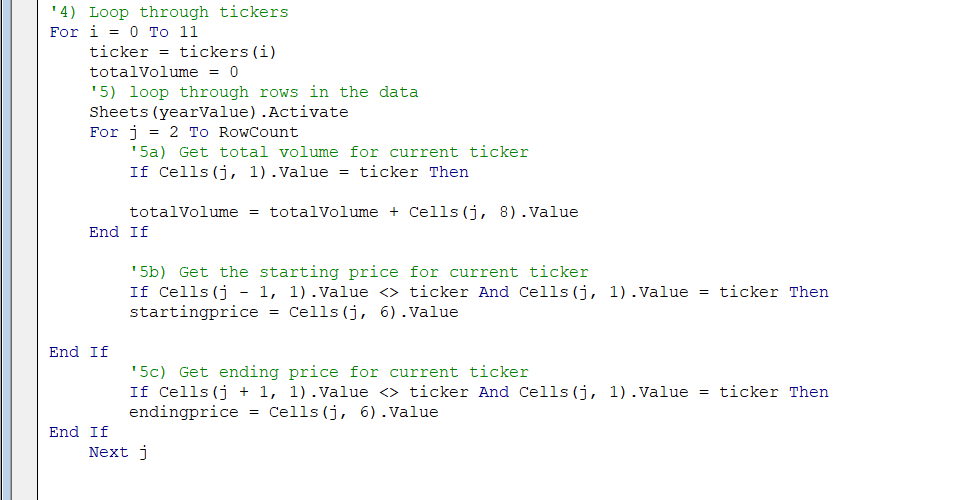 '4) Loop through tickers
For i = 0 To 11
ticker = tickers(i)
totalVolume = 0
'5) loop through rows in the data
Sheets(yearValue).Activate
For j = 2 To RowCount
'5a) Get total volume for current ticker
If Cells(j, 1).Value = ticker Then
totalVolume = totalVolume + Cells(j, 8).Value
End If
'5b) Get the starting price for current ticker
If Cells(j - 1, 1).Value <> ticker And Cells(j, 1).Value = ticker Then
startingprice = Cells(j, 6).Value
End If
'5c) Get ending price for current ticker
If Cells(j + 1, 1).Value <> ticker And Cells(j, 1).Value = ticker Then
endingprice = Cells(j, 6).Value
End If
Next j